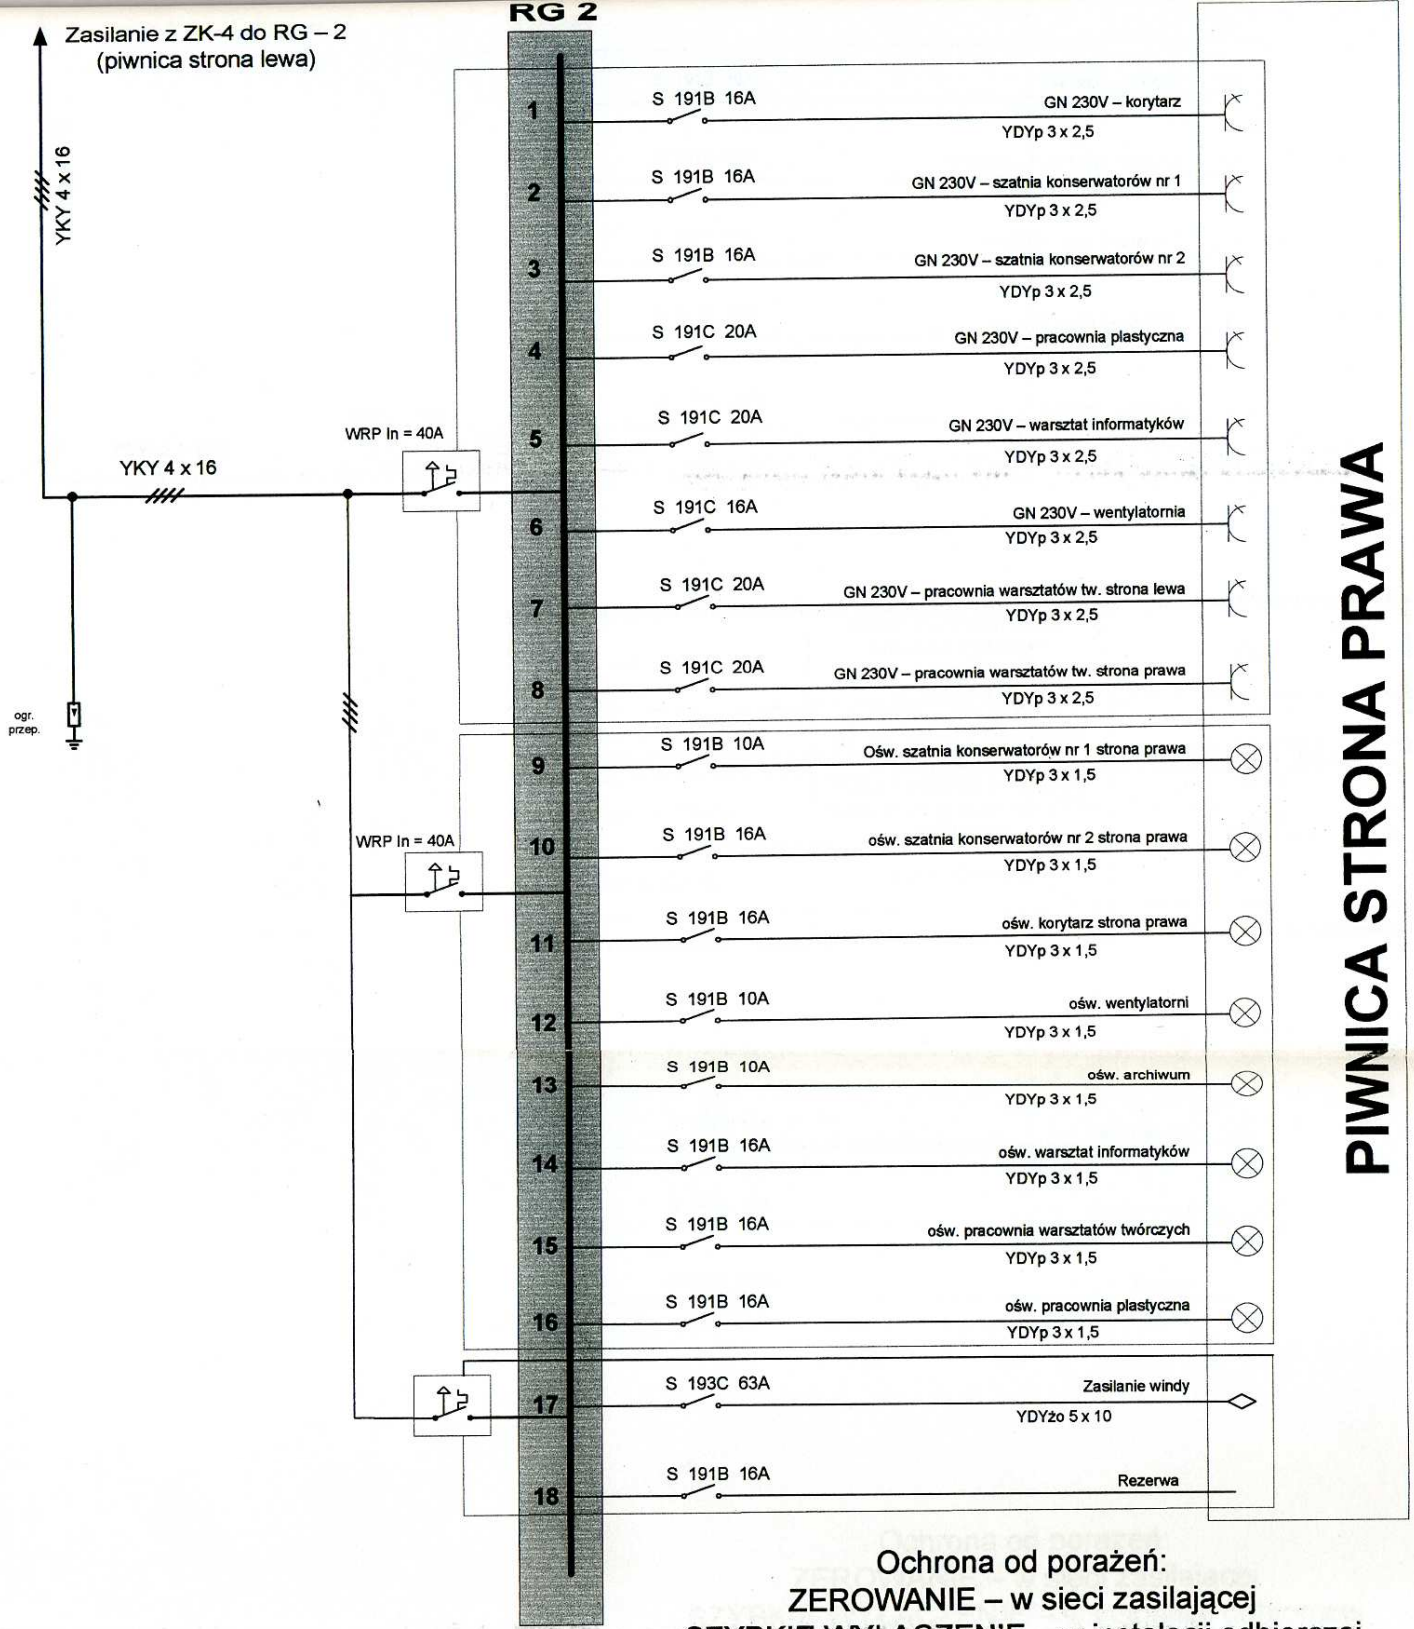 RG 2
Zasilanie z ZK-4 do RG – 2
(piwnica strona lewa)
YKY 4 x 16
YKY 4 x 16
ogr.
przep.
WRP In = 40A
WRP In = 40A
1
S 191B 16A
GN 230V – korytarz
YDYp 3 x 2,5
2
S 191B 16A
GN 230V – szatnia konserwatorów nr 1
YDYp 3 x 2,5
3
S 191B 16A
GN 230V – szatnia konserwatorów nr 2
YDYp 3 x 2,5
4
S 191C 20A
GN 230V – pracownia plastyczna
YDYp 3 x 2,5
5
S 191C 20A
GN 230V – warsztat informatyków
YDYp 3 x 2,5
6
S 191C 16A
GN 230V – wentylatornia
YDYp 3 x 2,5
7
S 191C 20A
GN 230V – pracownia warsztatów tw. strona lewa
YDYp 3 x 2,5
8
S 191C 20A
GN 230V – pracownia warsztatów tw. strona prawa
YDYp 3 x 2,5
9
S 191B 10A
Ośw. szatnia konserwatorów nr 1 strona prawa
YDYp 3 x 1,5
10
S 191B 16A
ośw. szatnia konserwatorów nr 2 strona prawa
YDYp 3 x 1,5
11
S 191B 16A
ośw. korytarz strona prawa
YDYp 3 x 1,5
12
S 191B 10A
ośw. wentylatorni
YDYp 3 x 1,5
13
S 191B 10A
ośw. archiwum
YDYp 3 x 1,5
14
S 191B 16A
ośw. warsztat informatyków
YDYp 3 x 1,5
15
S 191B 16A
ośw. pracownia warsztatów twórczych
YDYp 3 x 1,5
16
S 191B 16A
ośw. pracownia plastyczna
YDYp 3 x 1,5
17
S 193C 63A
Zasilanie windy
YDYżo 5 x 10
18
S 191B 16A
Rezerwa
PIWNICA STRONA PRAWA
Ochrona od porażeń:
ZEROWANIE – w sieci zasilającej
SZYBKIE WYŁĄCZENIE – w instalacji odbiorczej